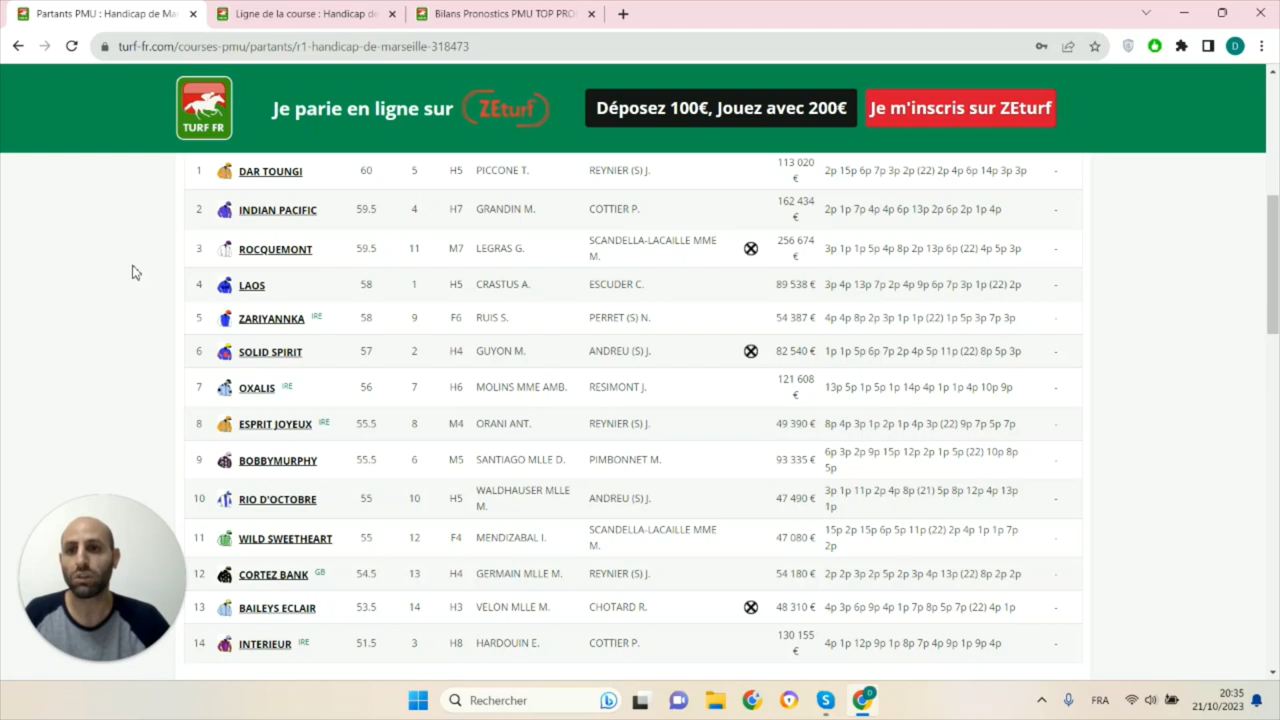 Partants PMU : Handicap de Mar
Ligne de la course : Handicap de
Bilans Pronostics PMU TOP PRO
turf-fr.com/courses-pmu/partants/r1-handicap-de-marseille-318473
D
TURF FR
Je parie en ligne sur ZEturf
Déposez 100€, Jouez avec 200€
Je m'inscris sur ZEturf
1 DAR TOUNGI 60 5 H5 PICCONE T. REYNIER (S) J. 113 020 € 2p 15p 6p 7p 3p 2p (22) 2p 4p 6p 14p 3p 3p -
2 INDIAN PACIFIC 59.5 4 H7 GRANDIN M. COTTIER P. 162 434 € 2p 1p 7p 4p 4p 6p 13p 2p 6p 2p 1p 4p -
3 ROCQUEMONT 59.5 11 M7 LEGRAS G. SCANDELLA-LACAILLE MME M. 256 674 € 3p 1p 1p 5p 4p 8p 2p 13p 6p (22) 4p 5p 3p -
4 LAOS 58 1 H5 CRASTUS A. ESCUDER C. 89 538 € 3p 4p 13p 7p 2p 4p 9p 6p 7p 3p 1p (22) 2p -
5 ZARIYANNKA IRE 58 9 F6 RUIS S. PERRET (S) N. 54 387 € 4p 4p 8p 2p 3p 1p 1p (22) 1p 5p 3p 7p 3p -
6 SOLID SPIRIT 57 2 H4 GUYON M. ANDREU (S) J. 82 540 € 1p 1p 5p 6p 7p 2p 4p 5p 11p (22) 8p 5p 3p -
7 OXALIS IRE 56 7 H6 MOLINS MME AMB. RESIMONT J. 121 608 € 13p 5p 1p 5p 1p 14p 4p 1p 1p 4p 10p 9p -
8 ESPRIT JOYEUX IRE 55.5 8 M4 ORANI ANT. REYNIER (S) J. 49 390 € 8p 4p 3p 1p 2p 1p 4p 3p (22) 9p 7p 5p 7p -
9 BOBBYMURPHY 55.5 6 M5 SANTIAGO MLLE D. PIMBONNET M. 93 335 € 6p 3p 2p 9p 15p 12p 2p 1p 5p (22) 10p 8p 5p -
10 RIO D'OCTOBRE 55 10 H5 WALDHAUSER MLLE M. ANDREU (S) J. 47 490 € 3p 1p 11p 2p 4p 8p (21) 5p 8p 12p 4p 13p 1p -
11 WILD SWEETHEART 55 12 F4 MENDIZABAL I. SCANDELLA-LACAILLE MME M. 47 080 € 15p 2p 15p 6p 5p 11p (22) 2p 4p 1p 1p 7p 2p -
12 CORTEZ BANK GB 54.5 13 H4 GERMAIN MLLE M. REYNIER (S) J. 54 180 € 2p 2p 3p 2p 5p 2p 3p 4p 13p (22) 8p 2p 2p -
13 BAILEYS ECLAIR 53.5 14 H3 VELON MLLE M. CHOTARD R. 48 310 € 4p 3p 6p 9p 4p 1p 7p 8p 5p 7p (22) 4p 1p -
14 INTERIEUR IRE 51.5 3 H8 HARDOUIN E. COTTIER P. 130 155 € 4p 1p 12p 9p 1p 8p 7p 4p 9p 1p 9p 4p -
Rechercher
FRA
20:35
21/10/2023